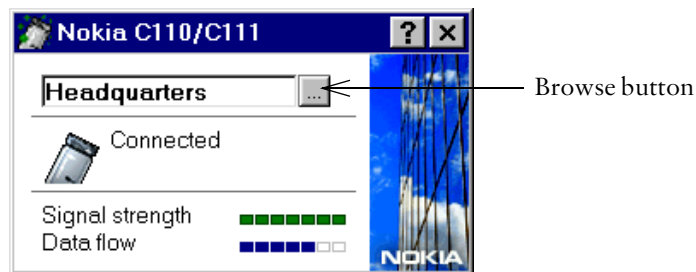 Nokia C110/C111
? ×
Headquarters
...
Browse button
Connected
Signal strength
Data flow
NOKIA